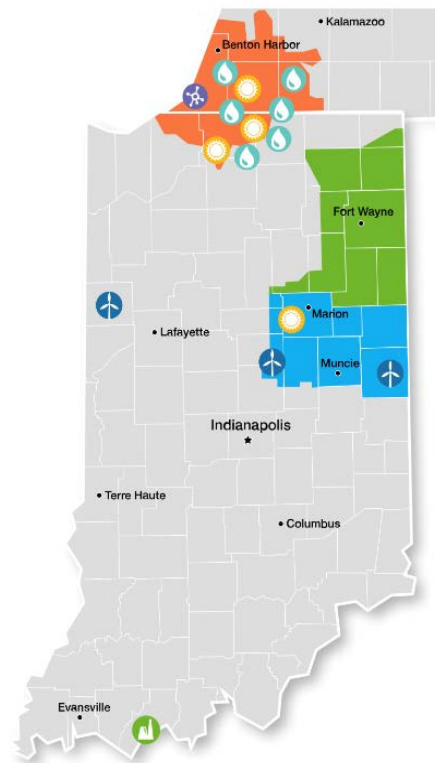 Kalamazoo
Benton Harbor
Fort Wayne
Marion
Lafayette
Muncie
Indianapolis
Terre Haute
Columbus
Evansville